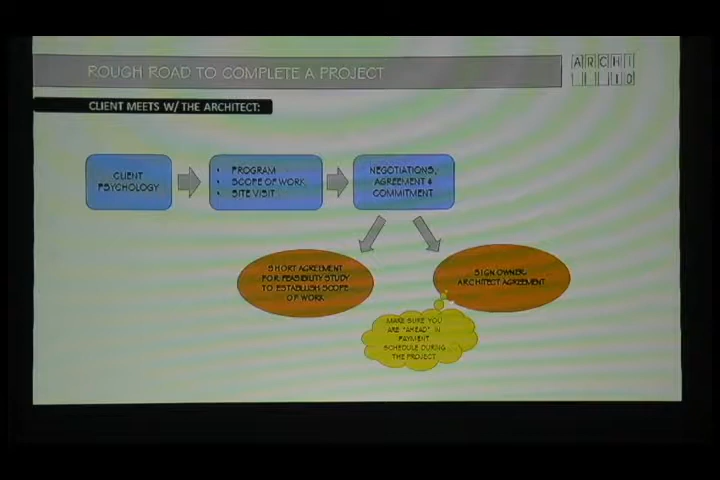 ROUGH ROAD TO COMPLETE A PROJECT
ARCHI
CLIENT MEETS W/ THE ARCHITECT:
CLIENT
PSYCHOLOGY
• PROGRAM
• SCOPE OF WORK
• SITE VISIT
NEGOTIATIONS,
AGREEMENT &
COMMITMENT
SHORT AGREEMENT
FOR FEASIBILITY STUDY
TO ESTABLISH SCOPE
OF WORK
SIGN OWNER
ARCHITECT AGREEMENT
MAKE SURE YOU
ARE "AHEAD" IN
PAYMENT
SCHEDULE DURING
THE PROJECT